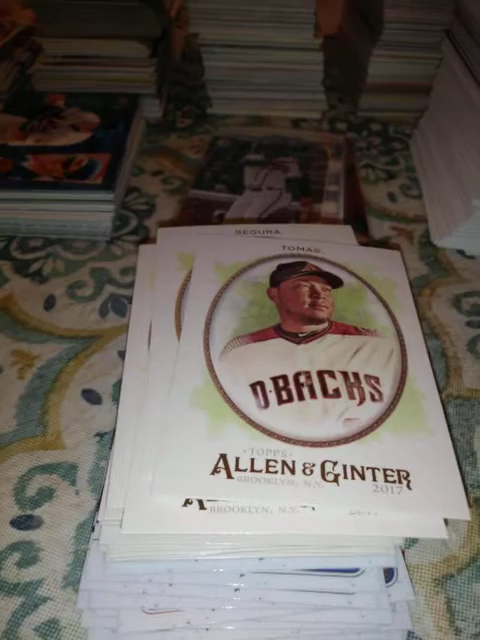 SEGURA
TOMAS
D-BACKS
·TOPPS·
ALLEN & GINTER
BROOKLYN, N.Y.
2017
BROOKLYN, N.Y.